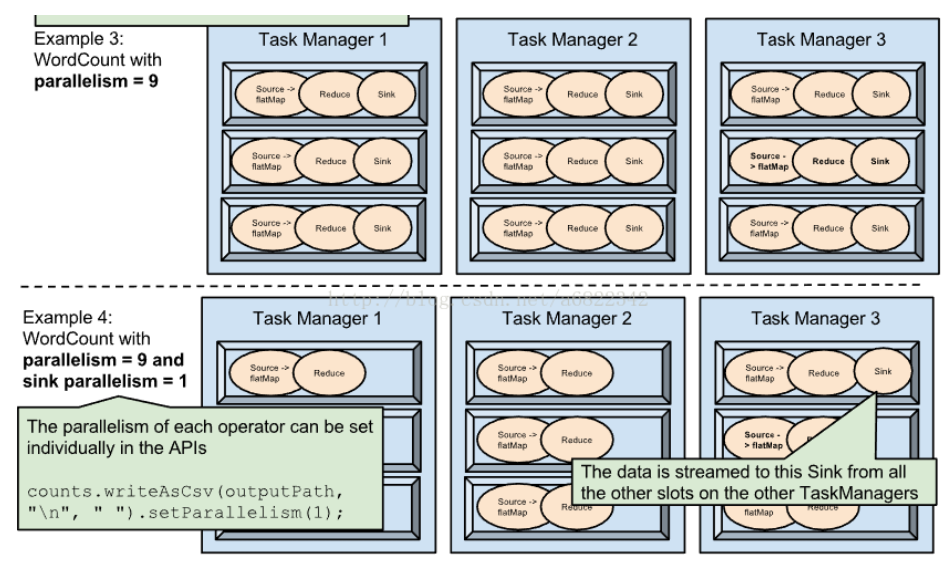 Example 3:
WordCount with
parallelism = 9
Task Manager 1
Task Manager 2
Task Manager 3
Source ->
flatMap
Reduce
Sink
Source ->
flatMap
Reduce
Sink
Source ->
flatMap
Reduce
Sink
Source ->
flatMap
Reduce
Sink
Source ->
flatMap
Reduce
Sink
Source -
> flatMap
Reduce
Sink
Source ->
flatMap
Reduce
Sink
Source ->
flatMap
Reduce
Sink
Source ->
flatMap
Reduce
Sink
Example 4:
WordCount with
parallelism = 9 and
sink parallelism = 1
Task Manager 1
Task Manager 2
Task Manager 3
Source ->
flatMap
Reduce
Source ->
flatMap
Reduce
Source ->
flatMap
Reduce
Sink
The parallelism of each operator can be set
individually in the APIs
counts.writeAsCsv(outputPath,
"\n", " ").setParallelism(1);
Source ->
flatMap
Reduce
Source -
> flatMap
The data is streamed to this Sink from all
the other slots on the other TaskManagers
Source ->
flatMap
Reduce
flatMap
Reduce